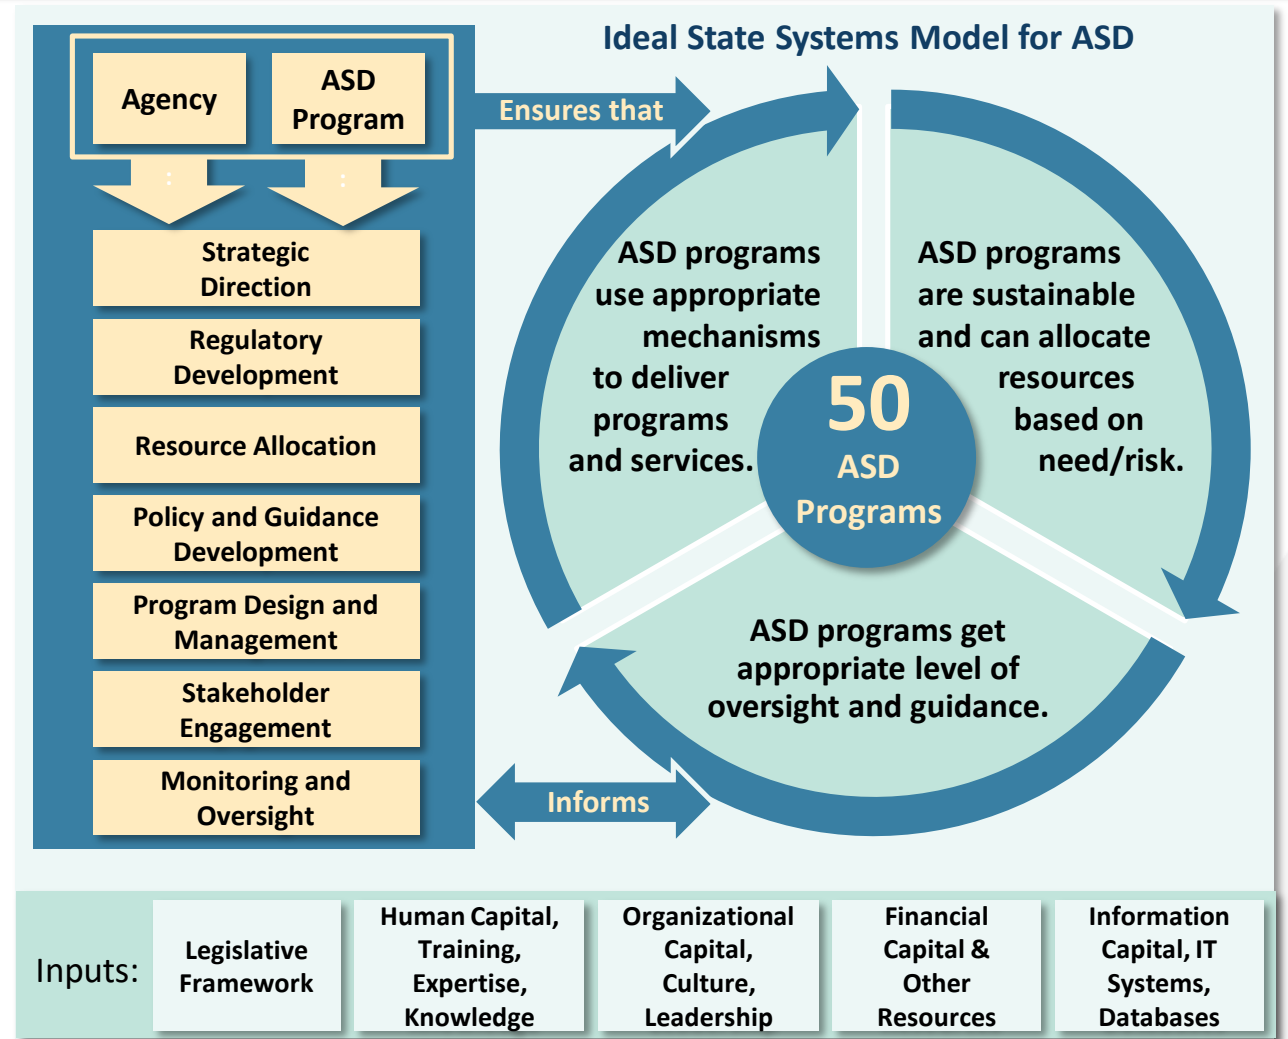 Ideal State Systems Model for ASD
Agency
ASD
Program
:
:
Strategic
Direction
Regulatory
Development
Resource Allocation
Policy and Guidance
Development
Program Design and
Management
Stakeholder
Engagement
Monitoring and
Oversight
Ensures that
ASD programs
use appropriate
mechanisms
to deliver
programs
and services.
ASD programs
are sustainable
and can allocate
resources
based on
need/risk.
50
ASD
Programs
ASD programs get
appropriate level of
oversight and guidance.
Informs
Inputs:
Legislative
Framework
Human Capital,
Training,
Expertise,
Knowledge
Organizational
Capital,
Culture,
Leadership
Financial
Capital &
Other
Resources
Information
Capital, IT
Systems,
Databases